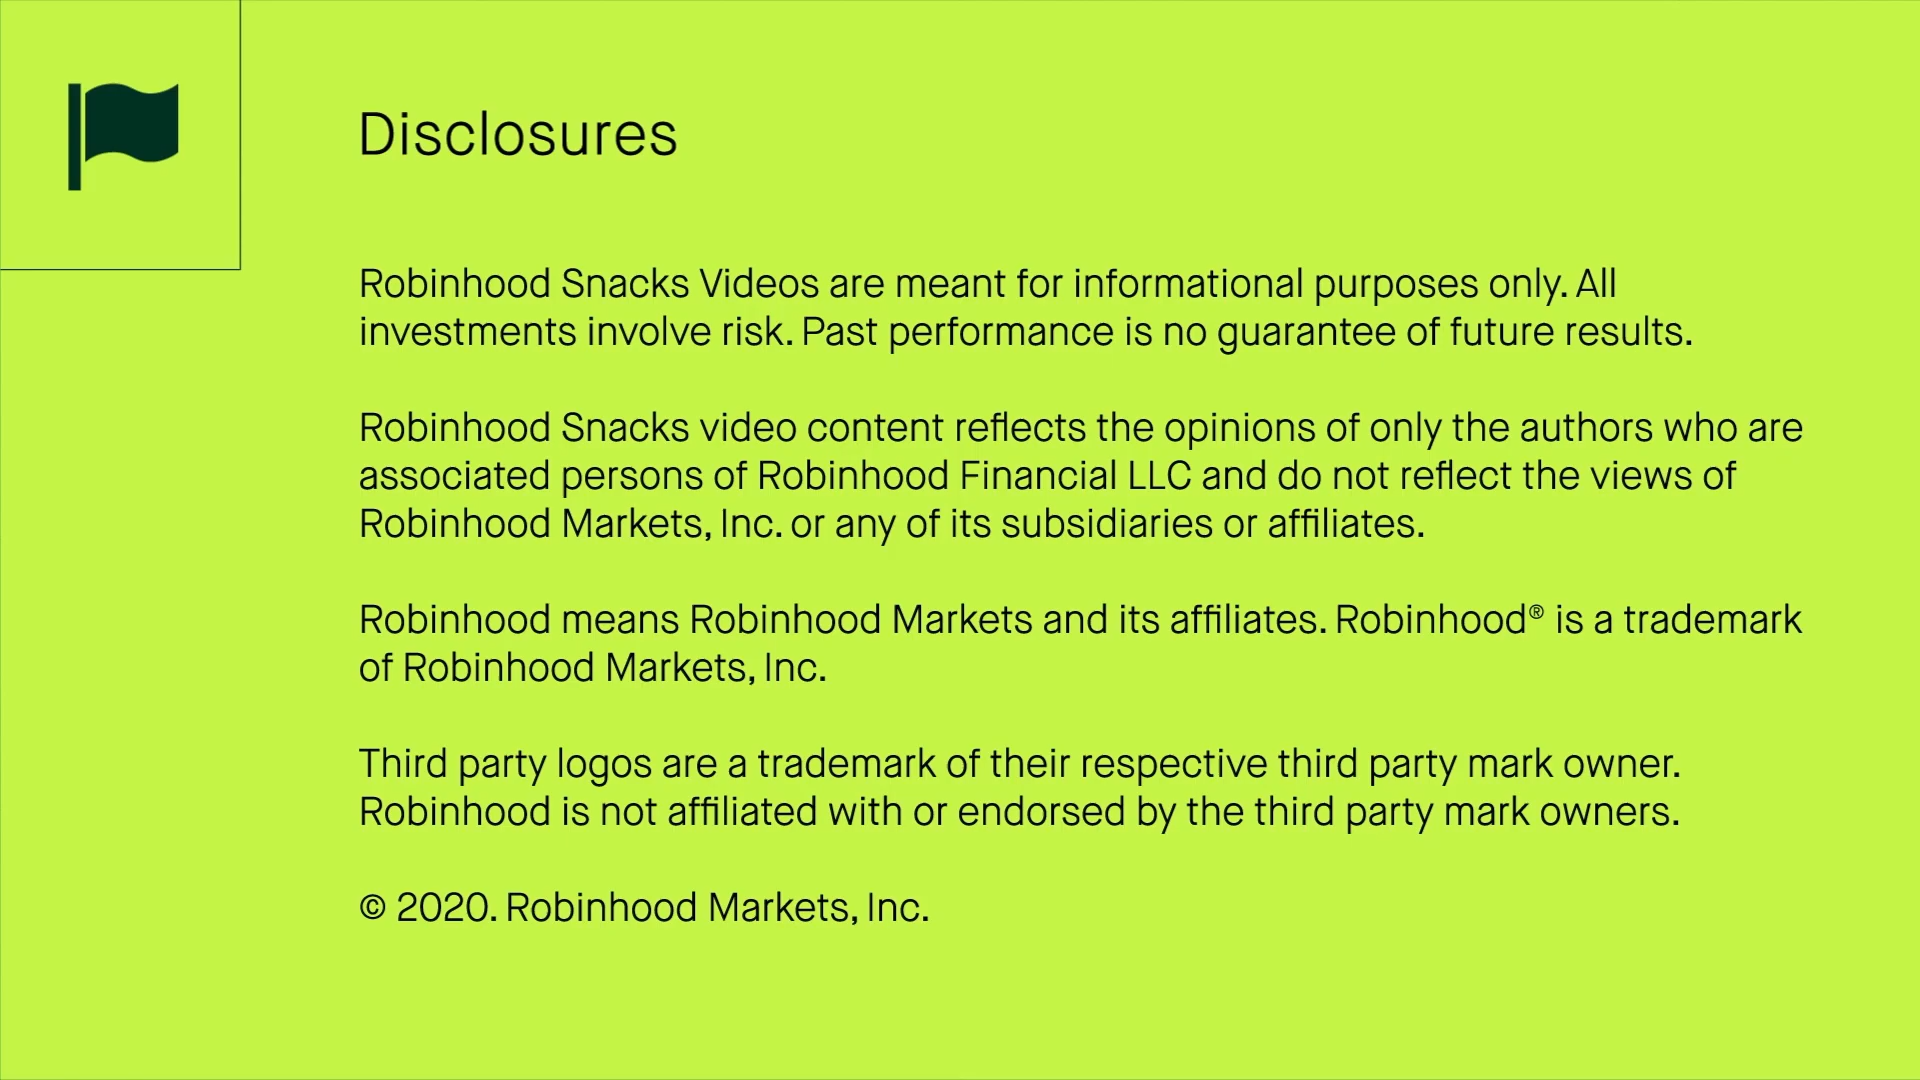 Disclosures
Robinhood Snacks Videos are meant for informational purposes only. All
investments involve risk. Past performance is no guarantee of future results.
Robinhood Snacks video content reflects the opinions of only the authors who are
associated persons of Robinhood Financial LLC and do not reflect the views of
Robinhood Markets, Inc. or any of its subsidiaries or affiliates.
Robinhood means Robinhood Markets and its affiliates. Robinhood® is a trademark
of Robinhood Markets, Inc.
Third party logos are a trademark of their respective third party mark owner.
Robinhood is not affiliated with or endorsed by the third party mark owners.
© 2020. Robinhood Markets, Inc.